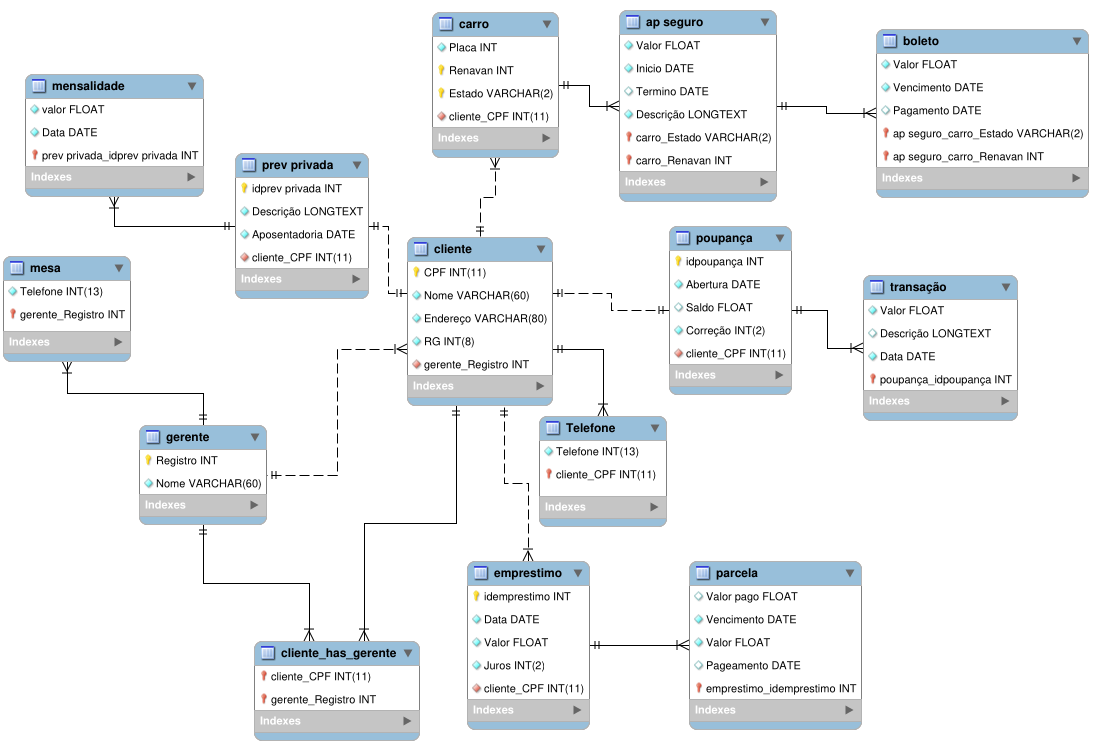 carro
Placa INT
Renavan INT
Estado VARCHAR(2)
cliente_CPF INT(11)
Indexes
ap seguro
Valor FLOAT
Inicio DATE
Termino DATE
Descrição LONGTEXT
carro_Estado VARCHAR(2)
carro_Renavan INT
Indexes
boleto
Valor FLOAT
Vencimento DATE
Pagamento DATE
ap seguro_carro_Estado VARCHAR(2)
ap seguro_carro_Renavan INT
Indexes
mensalidade
valor FLOAT
Data DATE
prev privada_idprev privada INT
Indexes
prev privada
idprev privada INT
Descrição LONGTEXT
Aposentadoria DATE
cliente_CPF INT(11)
Indexes
mesa
Telefone INT(13)
gerente_Registro INT
Indexes
cliente
CPF INT(11)
Nome VARCHAR(60)
Endereço VARCHAR(80)
RG INT(8)
gerente_Registro INT
Indexes
poupança
idpoupança INT
Abertura DATE
Saldo FLOAT
Correção INT(2)
cliente_CPF INT(11)
Indexes
transação
Valor FLOAT
Descrição LONGTEXT
Data DATE
poupança_idpoupança INT
Indexes
gerente
Registro INT
Nome VARCHAR(60)
Indexes
Telefone
Telefone INT(13)
cliente_CPF INT(11)
Indexes
emprestimo
idemprestimo INT
Data DATE
Valor FLOAT
Juros INT(2)
cliente_CPF INT(11)
Indexes
parcela
Valor pago FLOAT
Vencimento DATE
Valor FLOAT
Pageamento DATE
emprestimo_idemprestimo INT
Indexes
cliente_has_gerente
cliente_CPF INT(11)
gerente_Registro INT
Indexes